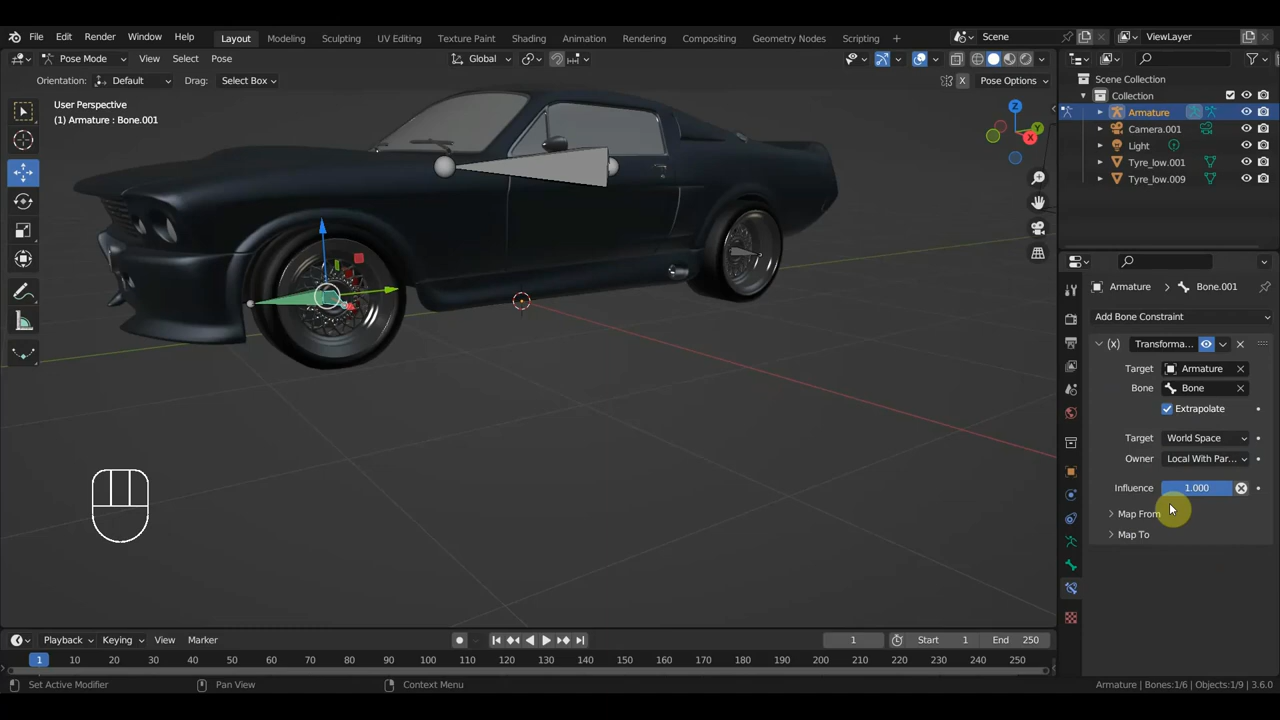 File Edit Render Window Help Layout Modeling Sculpting UV Editing Texture Paint Shading Animation Rendering Compositing Geometry Nodes Scripting + Scene ViewLayer
Pose Mode View Select Pose Global
Orientation: Default Drag: Select Box X Pose Options
User Perspective
(1) Armature : Bone.001
Scene Collection
Collection
Armature
Camera.001
Light
Tyre_low.001
Tyre_low.009
Z
Y
X
Armature > Bone.001
Add Bone Constraint
(x) Transforma...
Target Armature
Bone Bone
Extrapolate
Target World Space
Owner Local With Par...
Influence 1.000
Map From
Map To
Playback Keying View Marker 1 Start 1 End 250
1 10 20 30 40 50 60 70 80 90 100 110 120 130 140 150 160 170 180 190 200 210 220 230 240 250
Set Active Modifier Pan View Context Menu Armature | Bones:1/6 | Objects:1/9 | 3.6.0